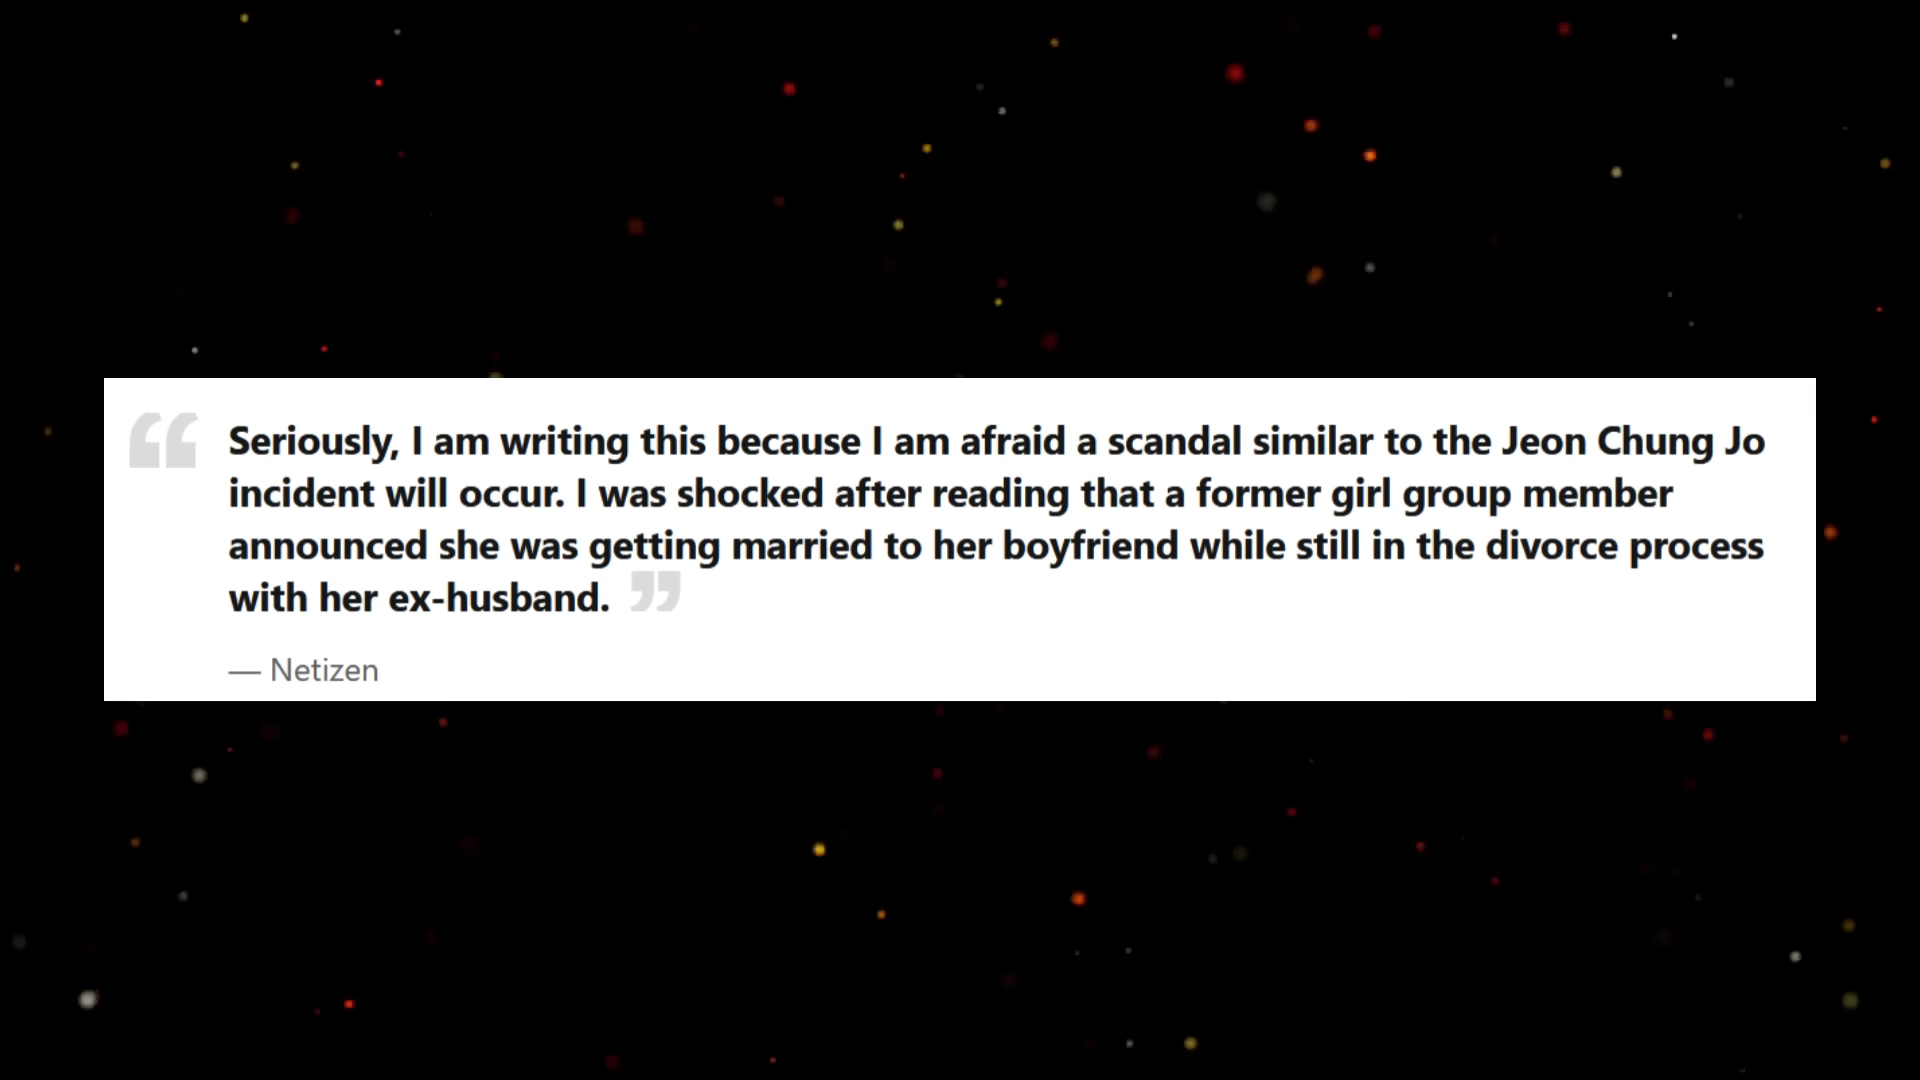 “ Seriously, I am writing this because I am afraid a scandal similar to the Jeon Chung Jo
incident will occur. I was shocked after reading that a former girl group member
announced she was getting married to her boyfriend while still in the divorce process
with her ex-husband. ”
— Netizen